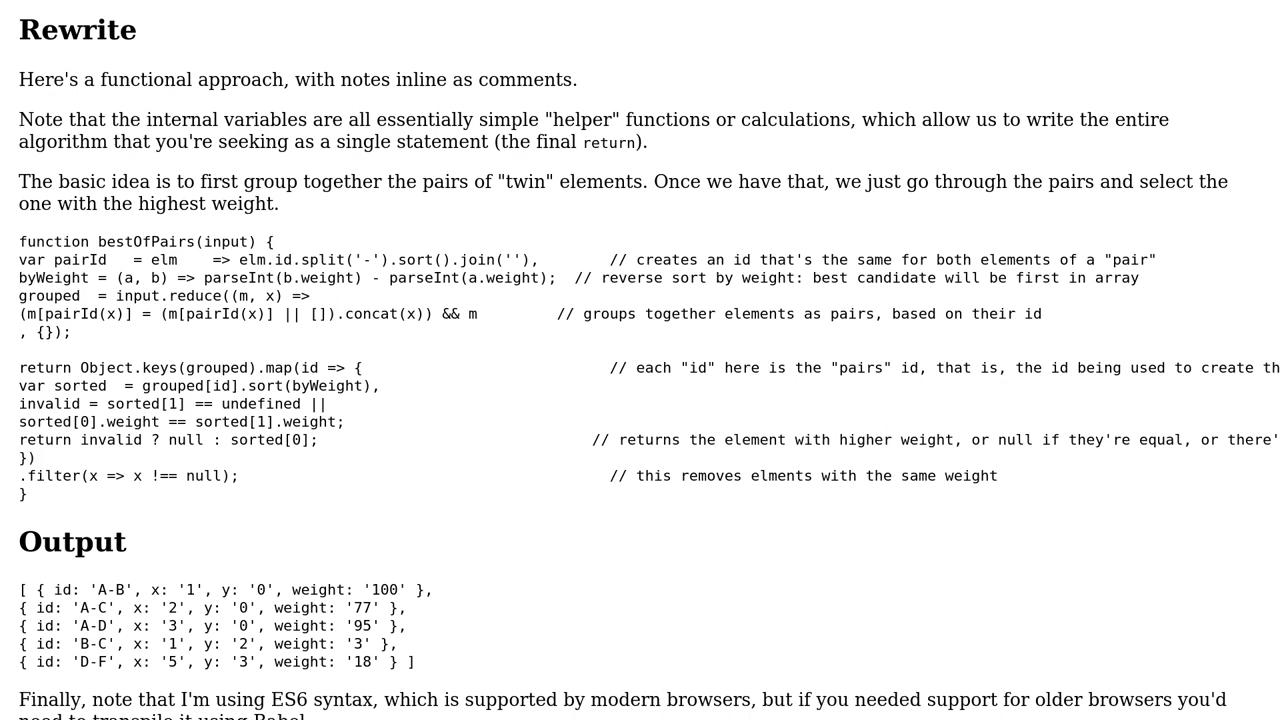 Rewrite
Here's a functional approach, with notes inline as comments.
Note that the internal variables are all essentially simple "helper" functions or calculations, which allow us to write the entire
algorithm that you're seeking as a single statement (the final return).
The basic idea is to first group together the pairs of "twin" elements. Once we have that, we just go through the pairs and select the
one with the highest weight.
function bestOfPairs(input) {
var pairId   = elm    => elm.id.split('-').sort().join(''),        // creates an id that's the same for both elements of a "pair"
byWeight = (a, b) => parseInt(b.weight) - parseInt(a.weight);  // reverse sort by weight: best candidate will be first in array
grouped  = input.reduce((m, x) =>
(m[pairId(x)] = (m[pairId(x)] || []).concat(x)) && m         // groups together elements as pairs, based on their id
, {});
return Object.keys(grouped).map(id => {                            // each "id" here is the "pairs" id, that is, the id being used to create th
var sorted  = grouped[id].sort(byWeight),
invalid = sorted[1] == undefined ||
sorted[0].weight == sorted[1].weight;
return invalid ? null : sorted[0];                               // returns the element with higher weight, or null if they're equal, or there'
})
.filter(x => x !== null);                                          // this removes elments with the same weight
}
Output
[ { id: 'A-B', x: '1', y: '0', weight: '100' },
{ id: 'A-C', x: '2', y: '0', weight: '77' },
{ id: 'A-D', x: '3', y: '0', weight: '95' },
{ id: 'B-C', x: '1', y: '2', weight: '3' },
{ id: 'D-F', x: '5', y: '3', weight: '18' } ]
Finally, note that I'm using ES6 syntax, which is supported by modern browsers, but if you needed support for older browsers you'd
need to transpile it using Babel